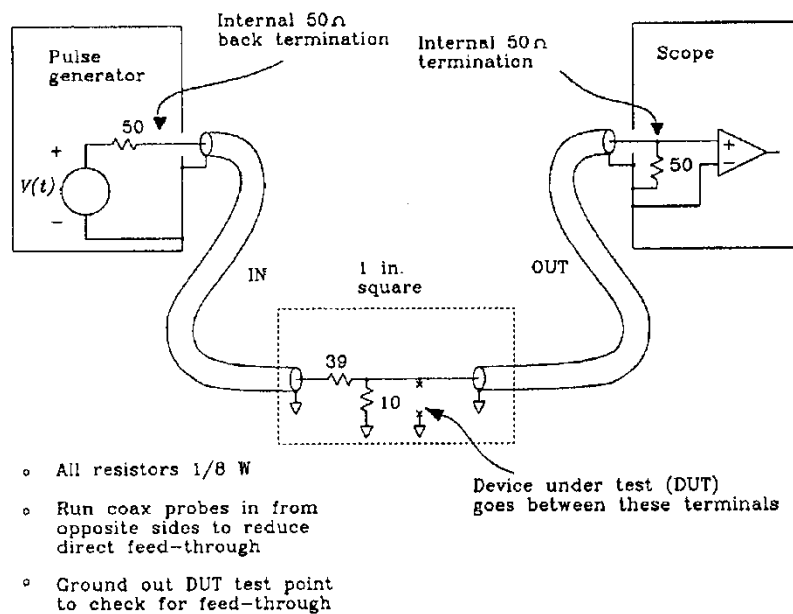 Internal 50Ω
back termination
Internal 50Ω
termination
Pulse
generator
Scope
50
+
V(t)
−
+
−
50
IN
1 in.
square
OUT
39
10
Device under test (DUT)
goes between these terminals
∘ All resistors 1/8 W
∘ Run coax probes in from
opposite sides to reduce
direct feed-through
∘ Ground out DUT test point
to check for feed-through